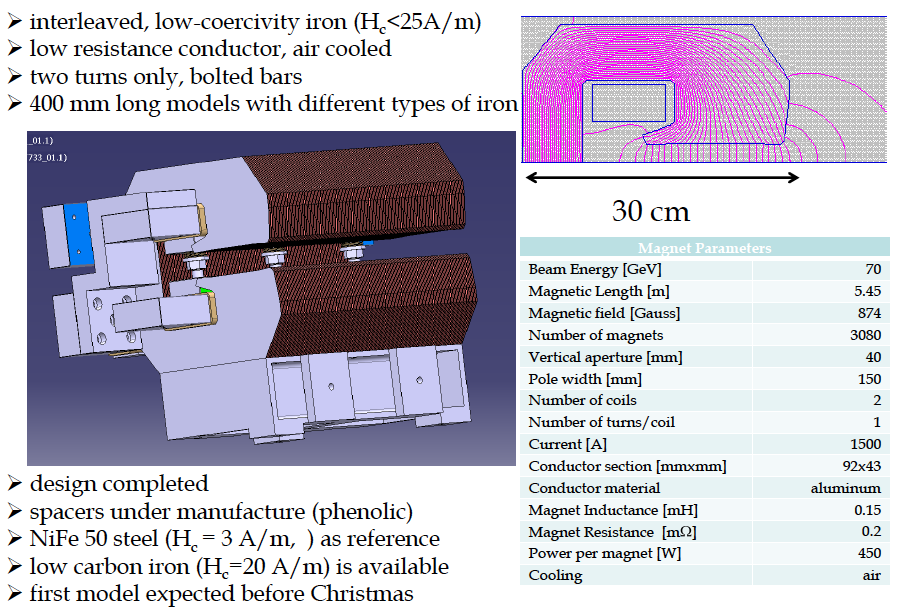 ➢ interleaved, low-coercivity iron (Hc<25A/m)
➢ low resistance conductor, air cooled
➢ two turns only, bolted bars
➢ 400 mm long models with different types of iron
_01.1)
733_01.1)
30 cm
Magnet Parameters
Beam Energy [GeV] 70
Magnetic Length [m] 5.45
Magnetic field [Gauss] 874
Number of magnets 3080
Vertical aperture [mm] 40
Pole width [mm] 150
Number of coils 2
Number of turns/coil 1
Current [A] 1500
Conductor section [mmxmm] 92x43
Conductor material aluminum
Magnet Inductance [mH] 0.15
Magnet Resistance [mΩ] 0.2
Power per magnet [W] 450
Cooling air
➢ design completed
➢ spacers under manufacture (phenolic)
➢ NiFe 50 steel (Hc = 3 A/m, ) as reference
➢ low carbon iron (Hc=20 A/m) is available
➢ first model expected before Christmas